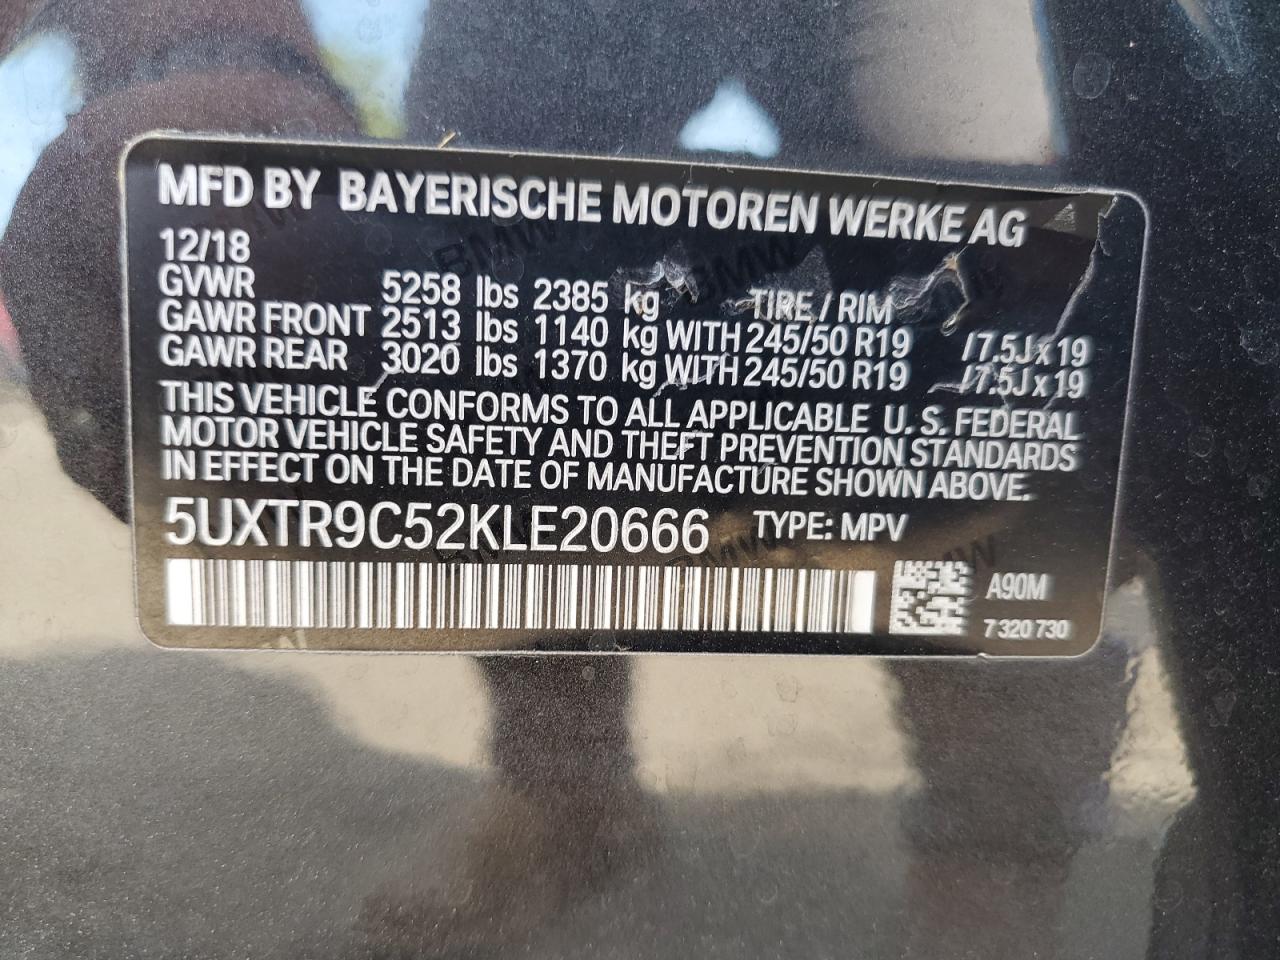 MFD BY BAYERISCHE MOTOREN WERKE AG
12/18
GVWR 5258 lbs 2385 kg TIRE / RIM
GAWR FRONT 2513 lbs 1140 kg WITH 245/50 R19 /7.5J x 19
GAWR REAR 3020 lbs 1370 kg WITH 245/50 R19 /7.5J x 19
THIS VEHICLE CONFORMS TO ALL APPLICABLE U. S. FEDERAL
MOTOR VEHICLE SAFETY AND THEFT PREVENTION STANDARDS
IN EFFECT ON THE DATE OF MANUFACTURE SHOWN ABOVE.
5UXTR9C52KLE20666 TYPE: MPV
A90M
7 320 730